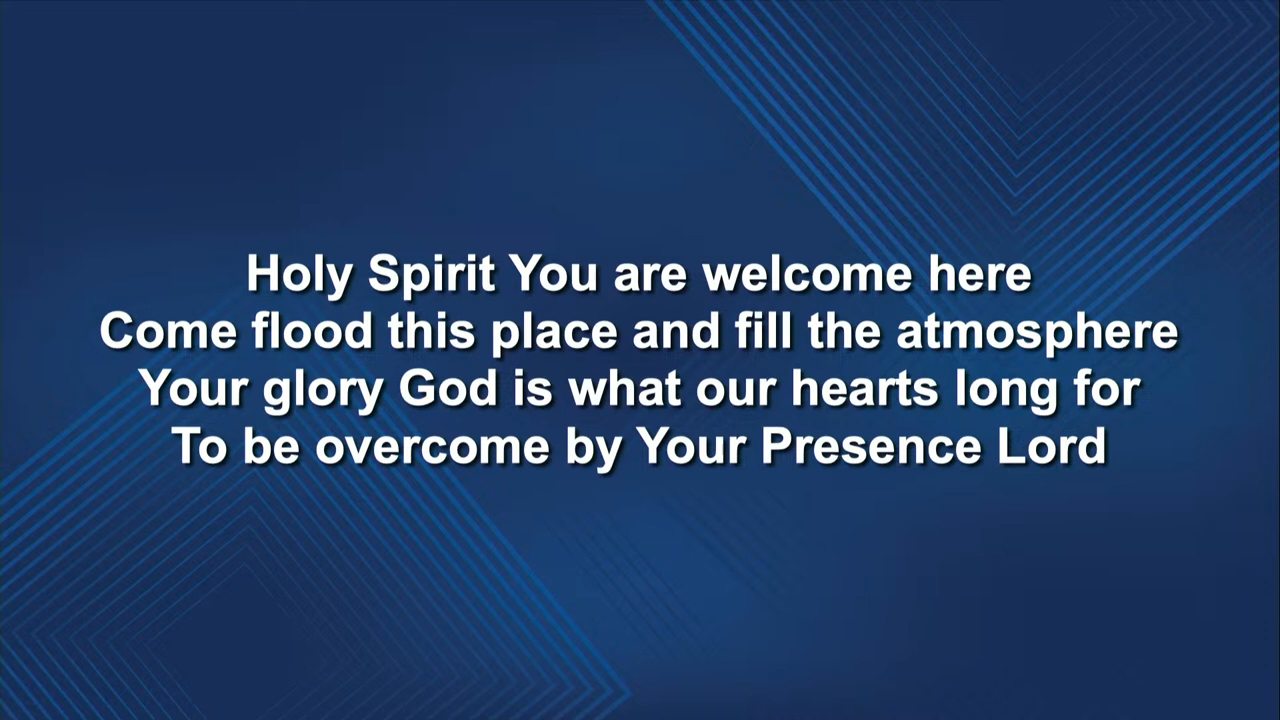 Holy Spirit You are welcome here
Come flood this place and fill the atmosphere
Your glory God is what our hearts long for
To be overcome by Your Presence Lord